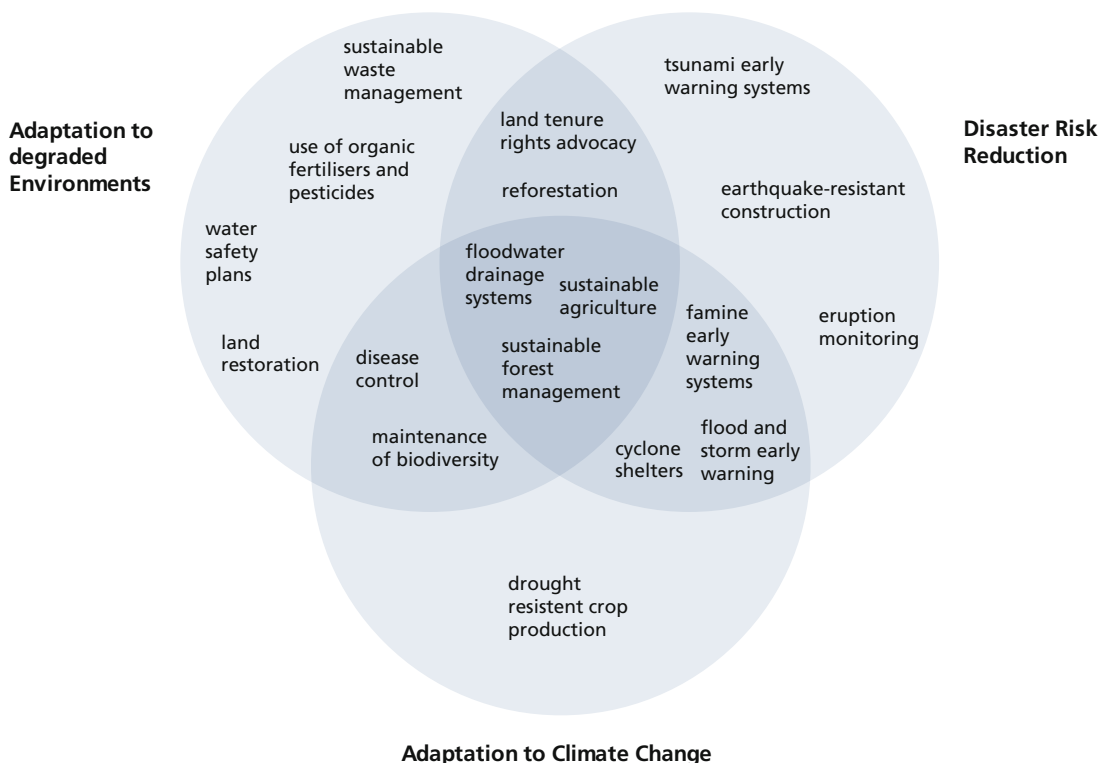 sustainable
waste
management
tsunami early
warning systems
Adaptation to
degraded
Environments
land tenure
rights advocacy
Disaster Risk
Reduction
use of organic
fertilisers and
pesticides
reforestation
earthquake-resistant
construction
water
safety
plans
floodwater
drainage
systems
sustainable
agriculture
famine
early
warning
systems
eruption
monitoring
land
restoration
disease
control
sustainable
forest
management
maintenance
of biodiversity
cyclone
shelters
flood and
storm early
warning
drought
resistent crop
production
Adaptation to Climate Change